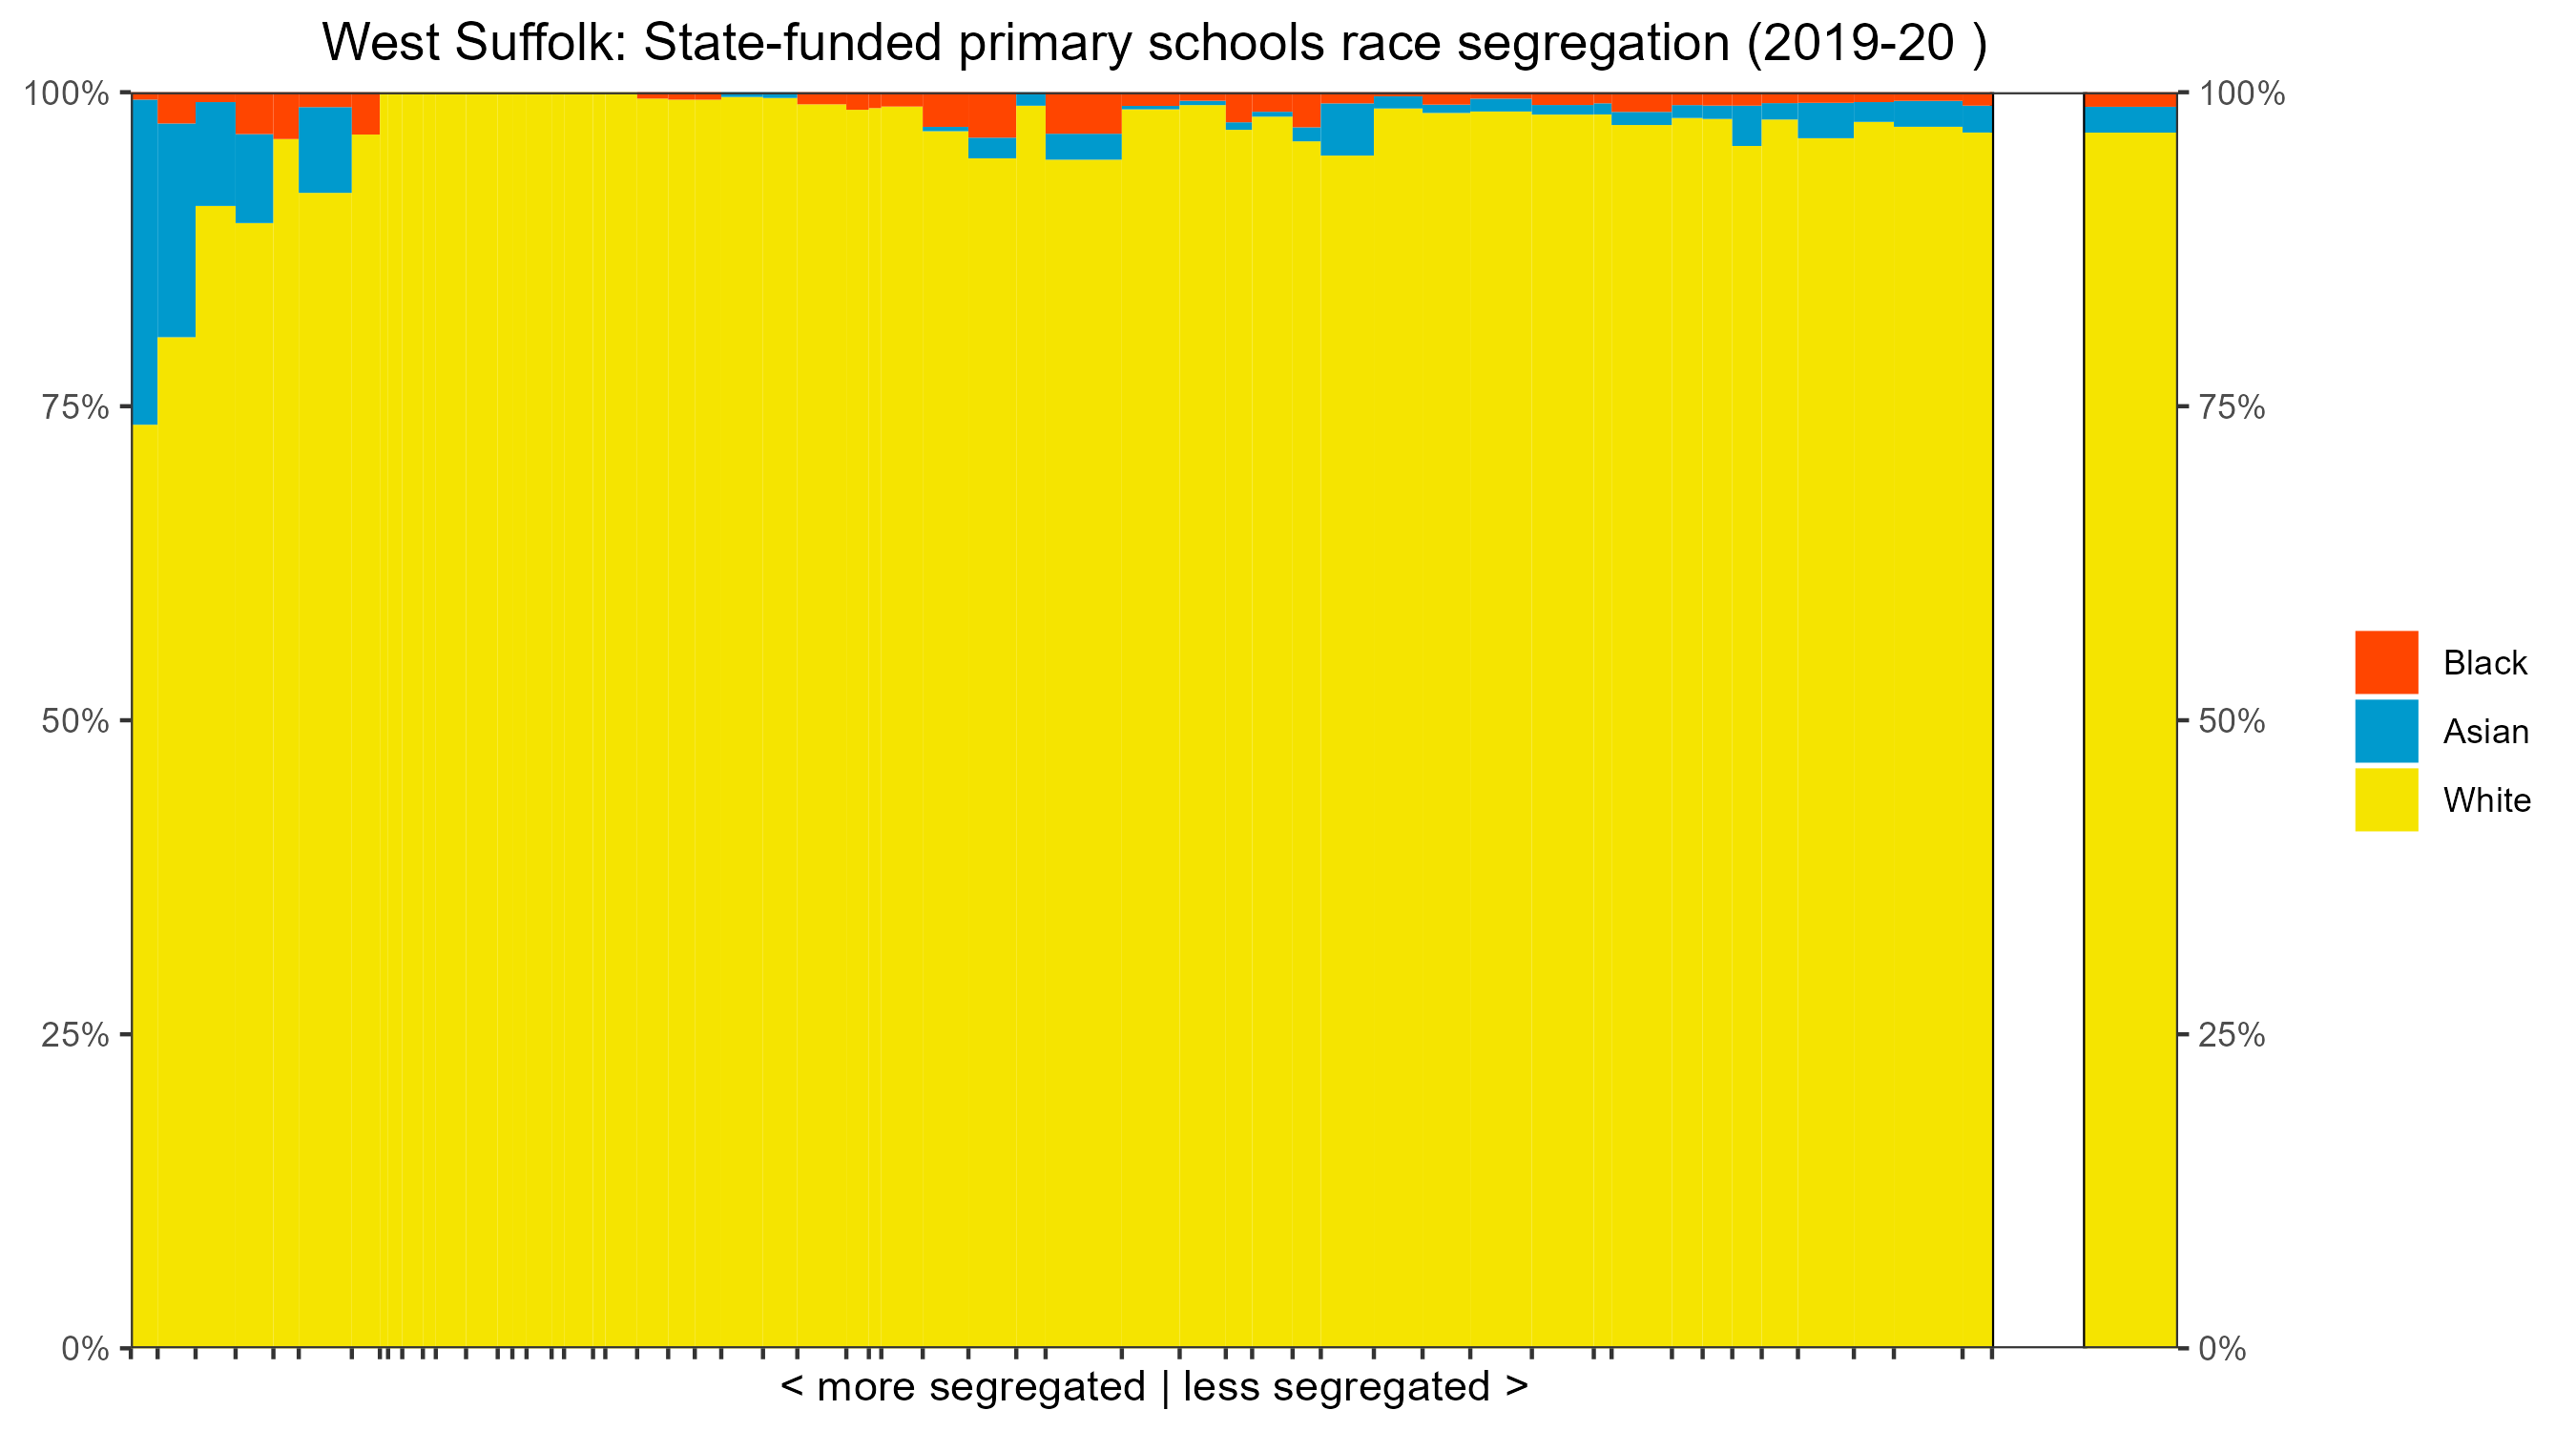 West Suffolk: State-funded primary schools race segregation (2019-20 )
100%
75%
50%
25%
0%
100%
75%
50%
25%
0%
Black
Asian
White
< more segregated | less segregated >